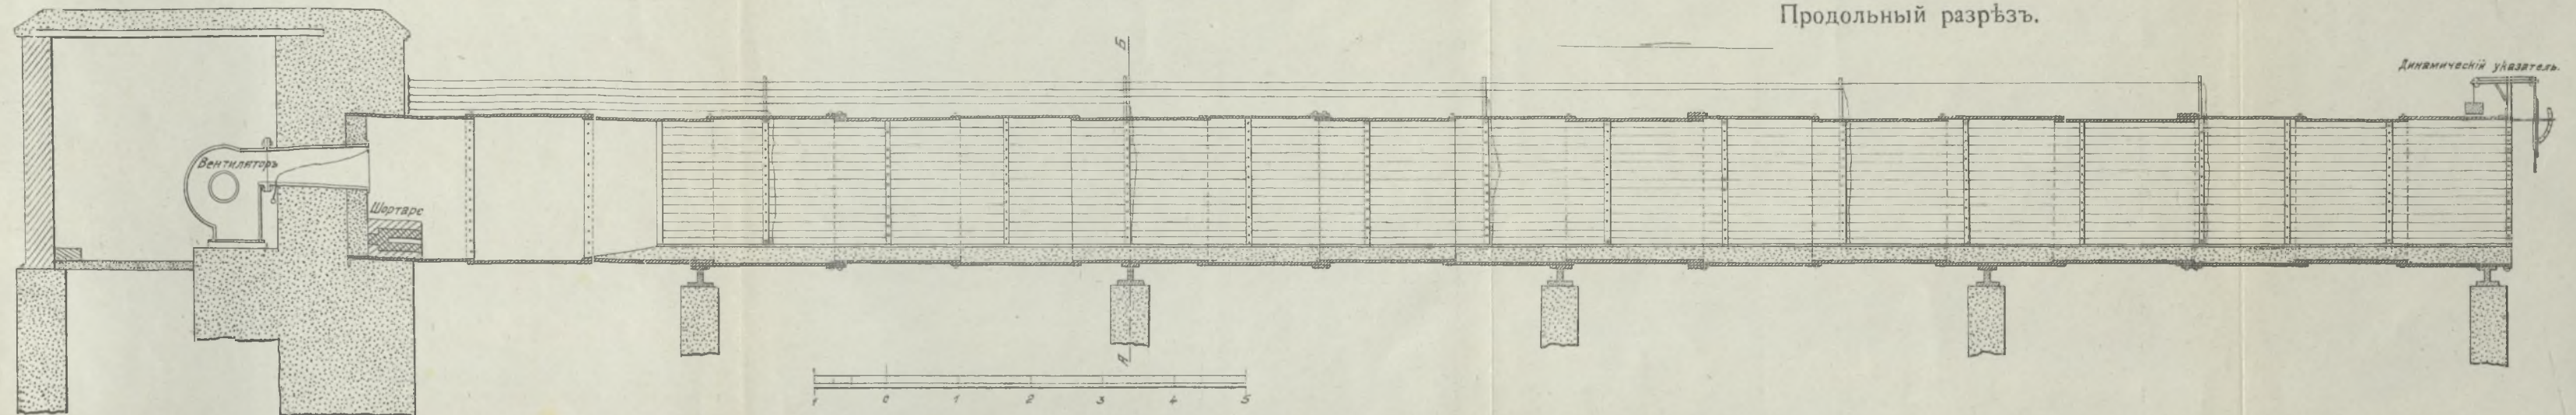 Продольный разрѣзъ.
Б
Динамическій указатель.
Вентиляторъ
Шортарс
А
1 0 1 2 3 4 5